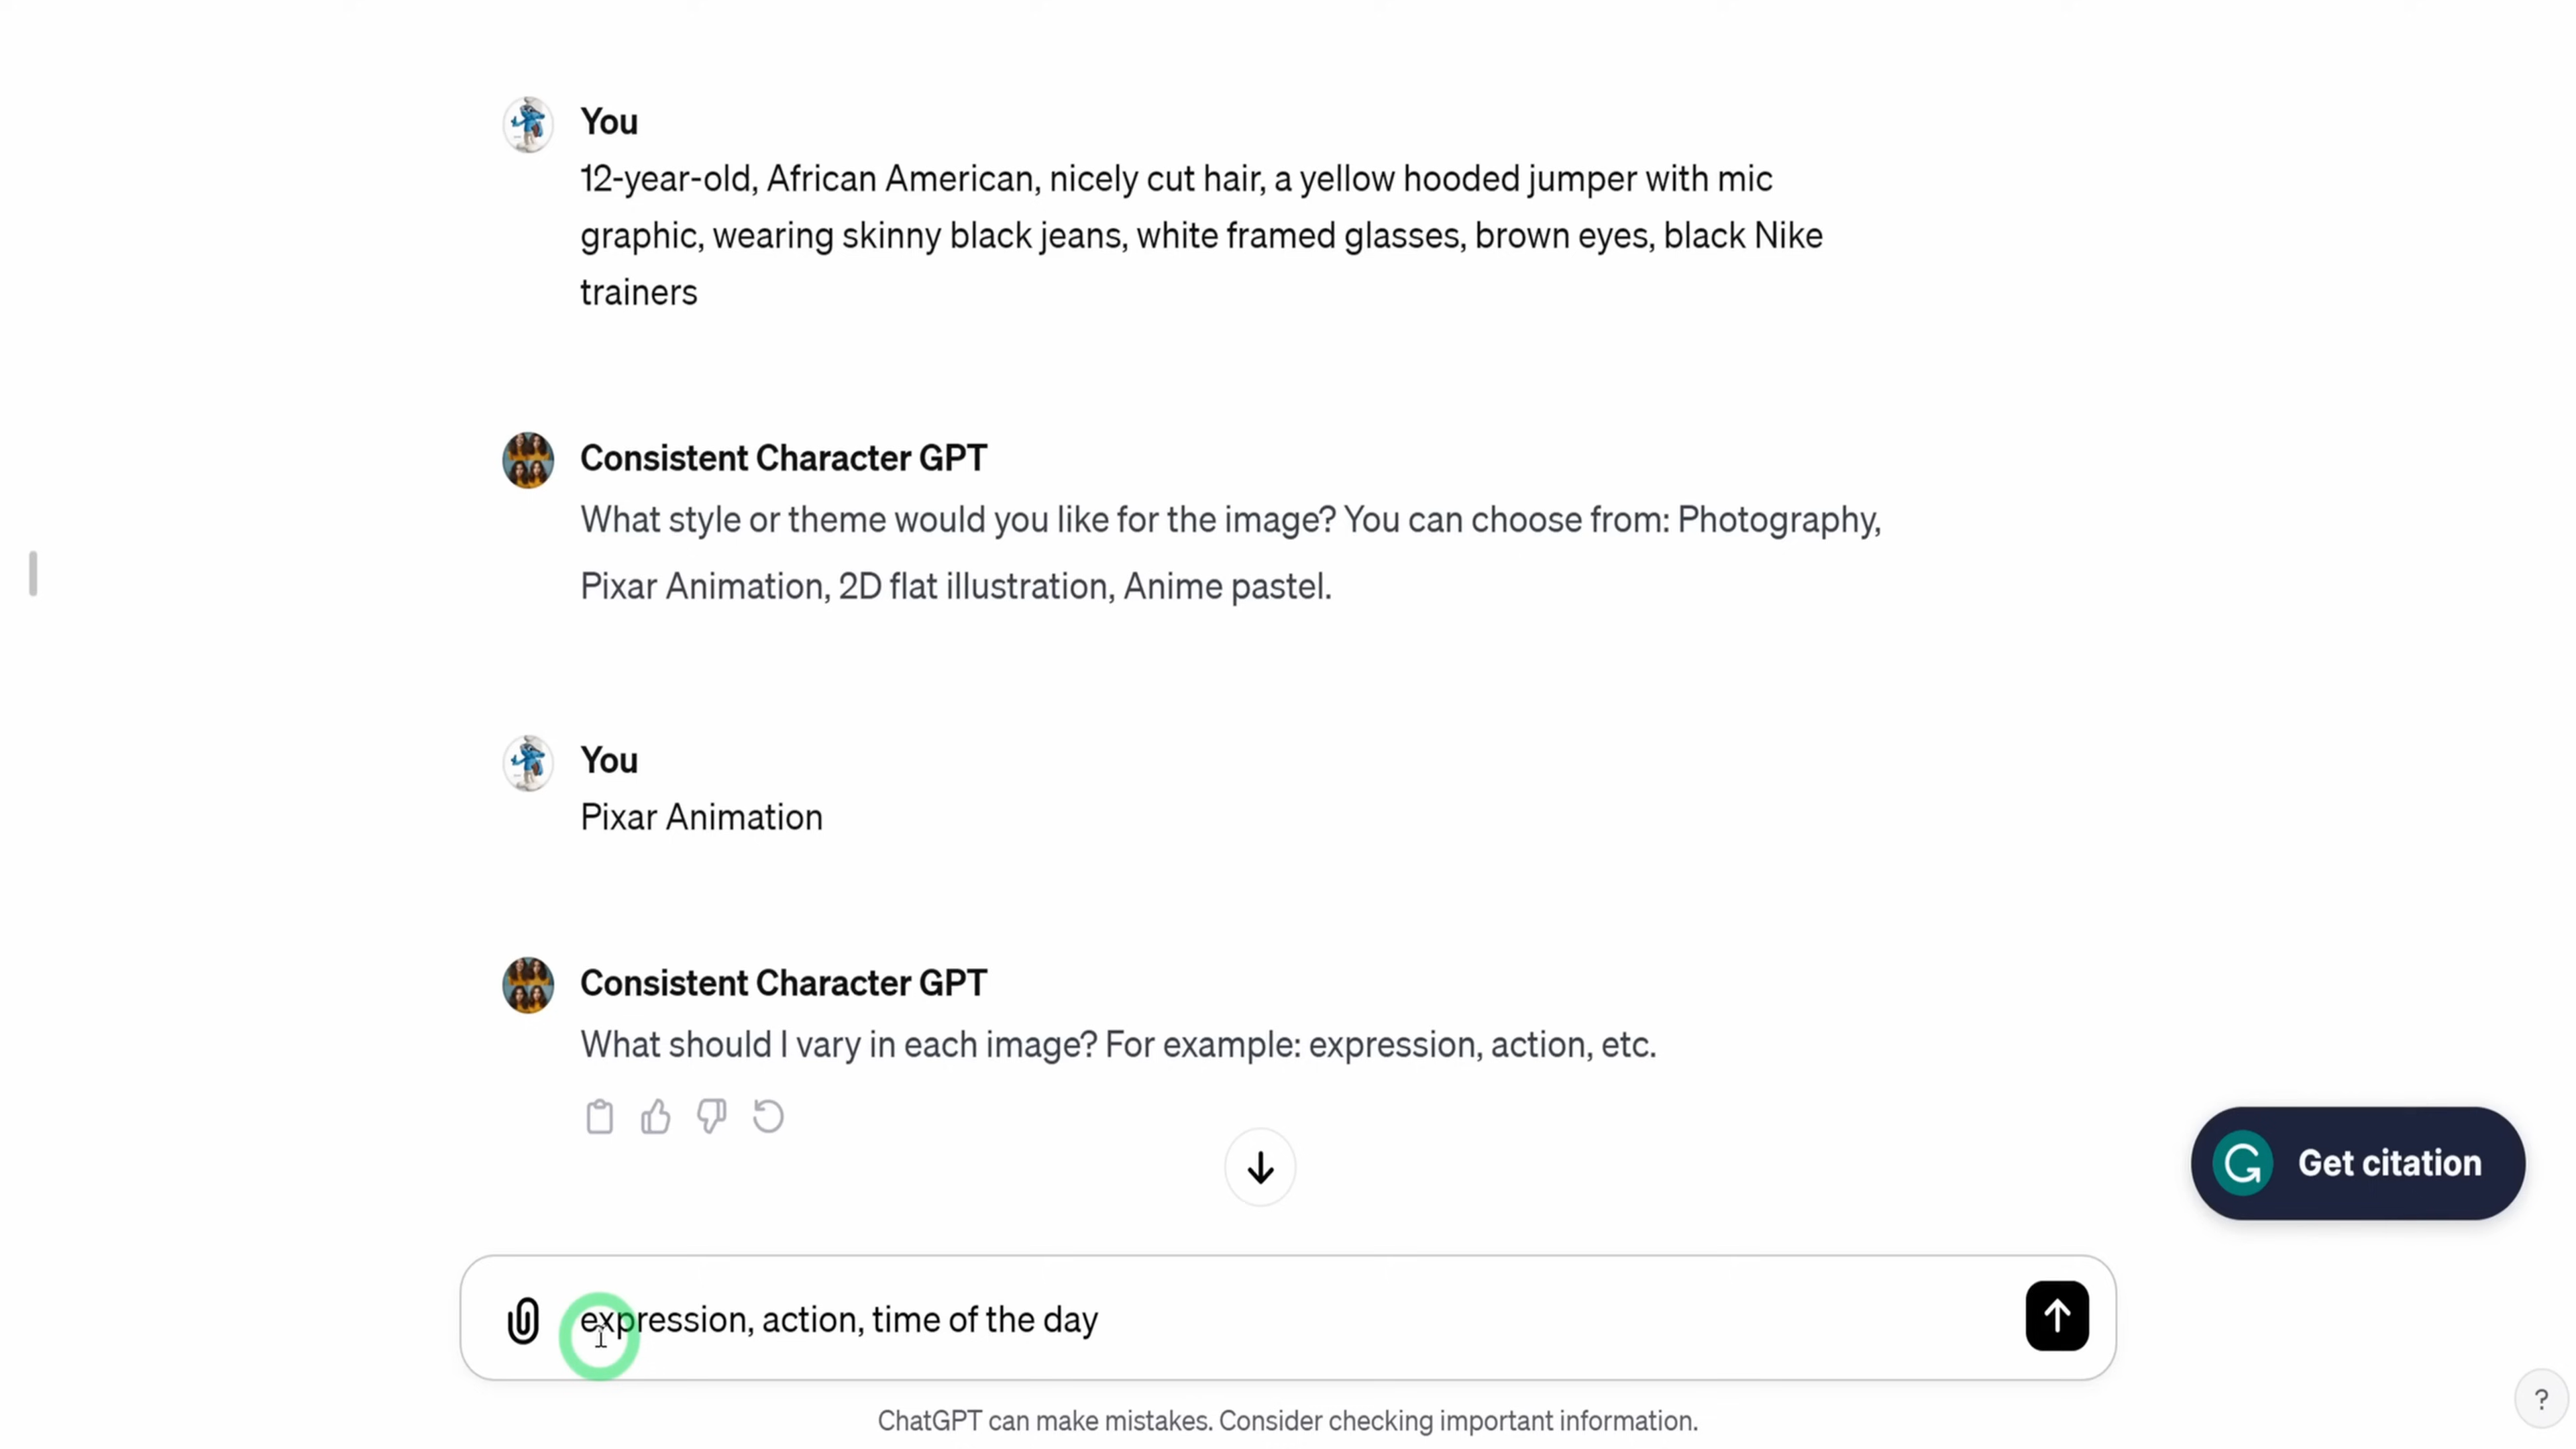 You
12-year-old, African American, nicely cut hair, a yellow hooded jumper with mic
graphic, wearing skinny black jeans, white framed glasses, brown eyes, black Nike
trainers
Consistent Character GPT
What style or theme would you like for the image? You can choose from: Photography,
Pixar Animation, 2D flat illustration, Anime pastel.
You
Pixar Animation
Consistent Character GPT
What should I vary in each image? For example: expression, action, etc.
Get citation
expression, action, time of the day
ChatGPT can make mistakes. Consider checking important information.
?